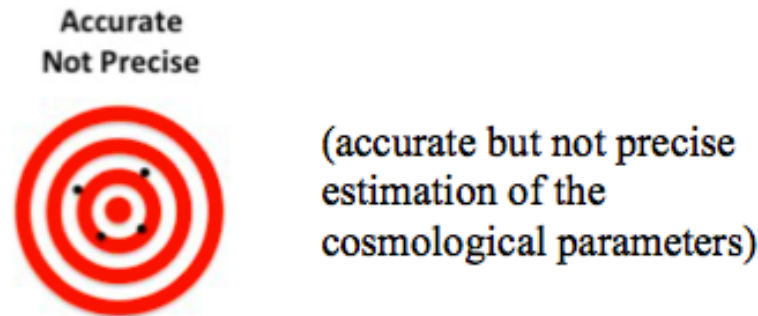 Accurate
Not Precise
(accurate but not precise
estimation of the
cosmological parameters)